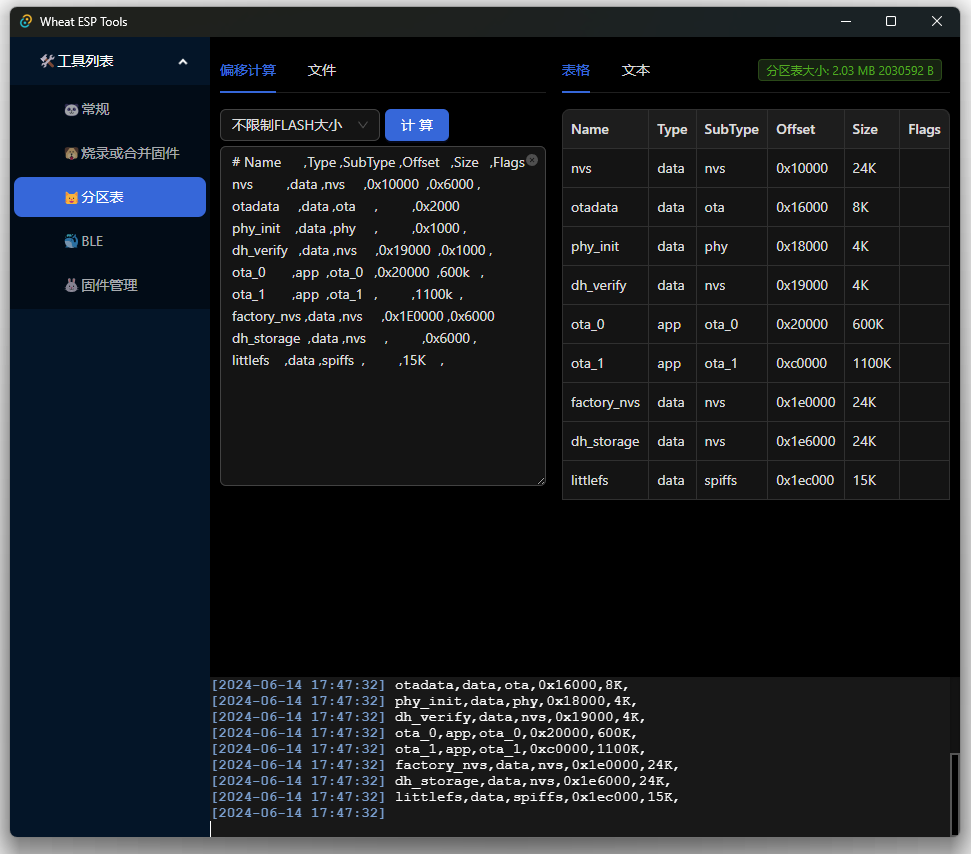 Wheat ESP Tools
工具列表
常规
烧录或合并固件
分区表
BLE
固件管理
偏移计算 文件
不限制FLASH大小 计 算
# Name ,Type ,SubType ,Offset ,Size ,Flags
nvs ,data ,nvs ,0x10000 ,0x6000 ,
otadata ,data ,ota , ,0x2000
phy_init ,data ,phy , ,0x1000 ,
dh_verify ,data ,nvs ,0x19000 ,0x1000 ,
ota_0 ,app ,ota_0 ,0x20000 ,600k ,
ota_1 ,app ,ota_1 , ,1100k ,
factory_nvs ,data ,nvs ,0x1E0000 ,0x6000
dh_storage ,data ,nvs , ,0x6000 ,
littlefs ,data ,spiffs , ,15K ,
表格 文本 分区表大小: 2.03 MB 2030592 B
Name Type SubType Offset Size Flags
nvs data nvs 0x10000 24K
otadata data ota 0x16000 8K
phy_init data phy 0x18000 4K
dh_verify data nvs 0x19000 4K
ota_0 app ota_0 0x20000 600K
ota_1 app ota_1 0xc0000 1100K
factory_nvs data nvs 0x1e0000 24K
dh_storage data nvs 0x1e6000 24K
littlefs data spiffs 0x1ec000 15K
[2024-06-14 17:47:32] otadata,data,ota,0x16000,8K,
[2024-06-14 17:47:32] phy_init,data,phy,0x18000,4K,
[2024-06-14 17:47:32] dh_verify,data,nvs,0x19000,4K,
[2024-06-14 17:47:32] ota_0,app,ota_0,0x20000,600K,
[2024-06-14 17:47:32] ota_1,app,ota_1,0xc0000,1100K,
[2024-06-14 17:47:32] factory_nvs,data,nvs,0x1e0000,24K,
[2024-06-14 17:47:32] dh_storage,data,nvs,0x1e6000,24K,
[2024-06-14 17:47:32] littlefs,data,spiffs,0x1ec000,15K,
[2024-06-14 17:47:32]